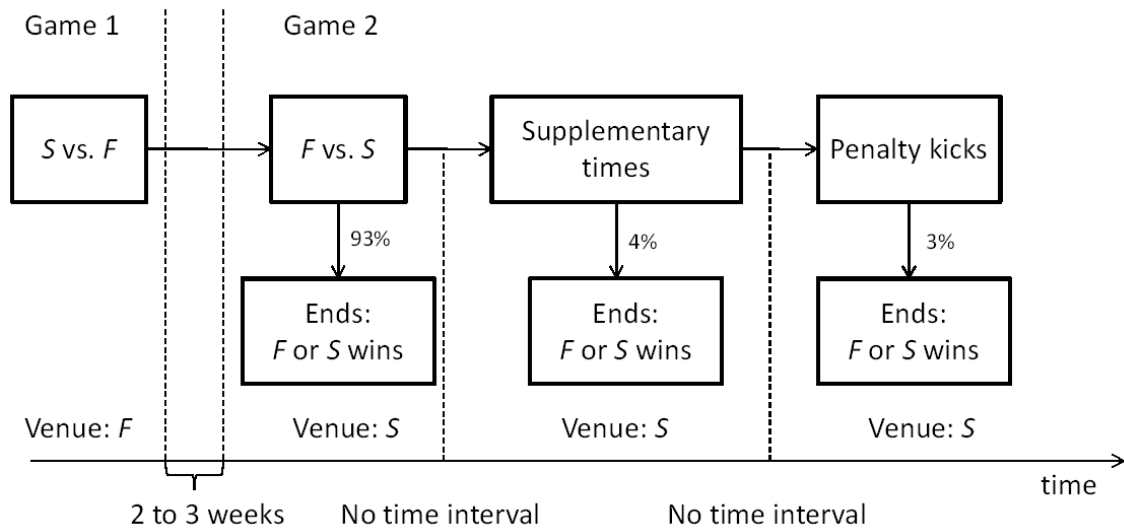 Game 1
Game 2
S vs. F
F vs. S
Supplementary
times
Penalty kicks
93%
4%
3%
Ends:
F or S wins
Ends:
F or S wins
Ends:
F or S wins
Venue: F
Venue: S
Venue: S
Venue: S
time
2 to 3 weeks
No time interval
No time interval